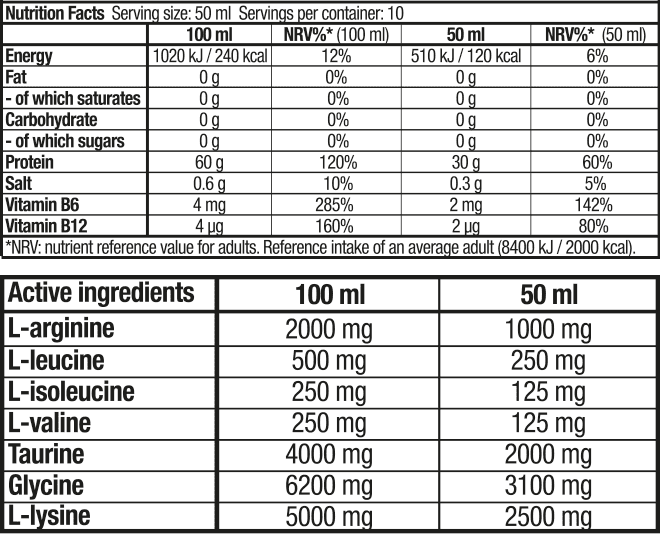 Nutrition Facts Serving size: 50 ml Servings per container: 10
100 ml NRV%* (100 ml) 50 ml NRV%* (50 ml)
Energy 1020 kJ / 240 kcal 12% 510 kJ / 120 kcal 6%
Fat 0 g 0% 0 g 0%
- of which saturates 0 g 0% 0 g 0%
Carbohydrate 0 g 0% 0 g 0%
- of which sugars 0 g 0% 0 g 0%
Protein 60 g 120% 30 g 60%
Salt 0.6 g 10% 0.3 g 5%
Vitamin B6 4 mg 285% 2 mg 142%
Vitamin B12 4 µg 160% 2 µg 80%
*NRV: nutrient reference value for adults. Reference intake of an average adult (8400 kJ / 2000 kcal).
Active ingredients 100 ml 50 ml
L-arginine 2000 mg 1000 mg
L-leucine 500 mg 250 mg
L-isoleucine 250 mg 125 mg
L-valine 250 mg 125 mg
Taurine 4000 mg 2000 mg
Glycine 6200 mg 3100 mg
L-lysine 5000 mg 2500 mg